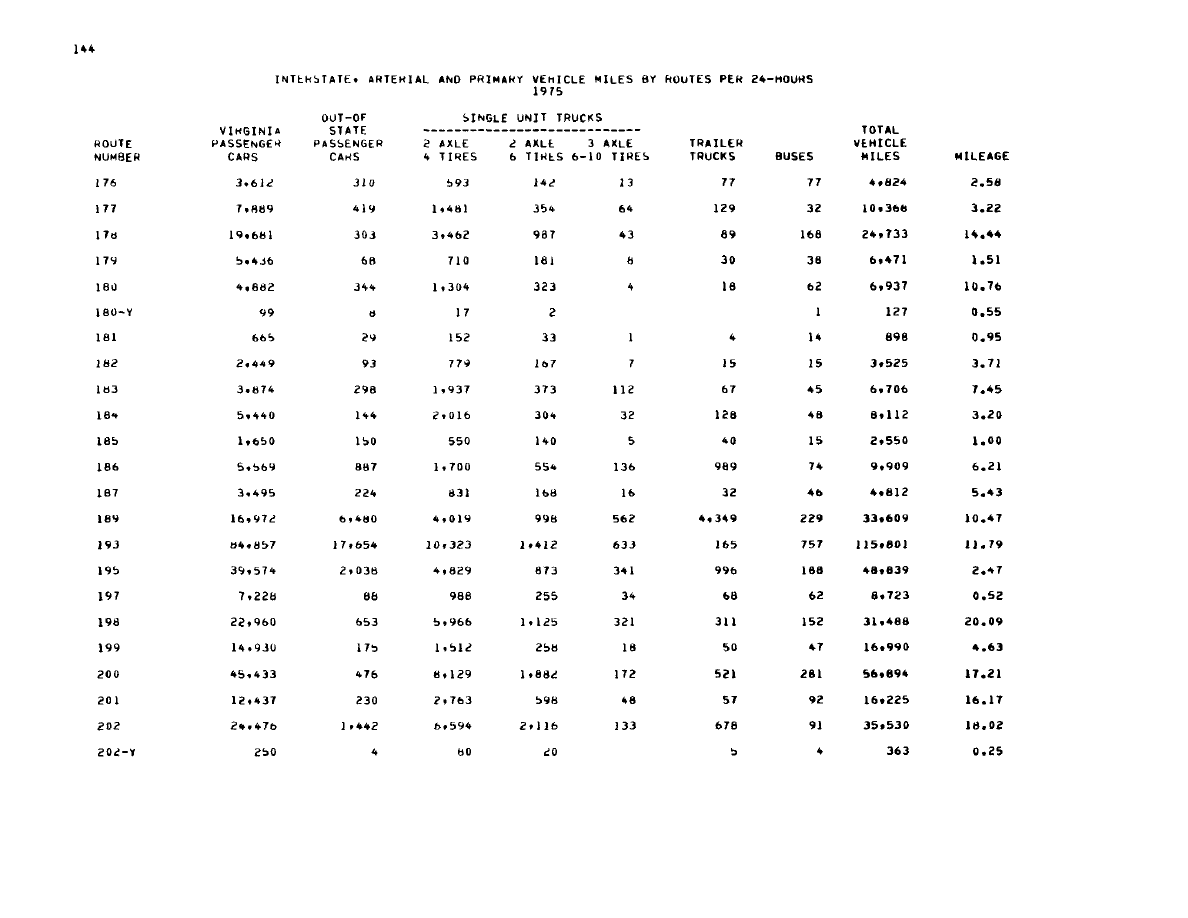 144
INTERSTATE, ARTERIAL AND PRIMARY VEHICLE MILES BY ROUTES PER 24-HOURS
1975
OUT-OF SINGLE UNIT TRUCKS
VIRGINIA STATE ---------------------------- TOTAL
ROUTE PASSENGER PASSENGER 2 AXLE 2 AXLE 3 AXLE TRAILER VEHICLE
NUMBER CARS CARS 4 TIRES 6 TIRES 6-10 TIRES TRUCKS BUSES MILES MILEAGE
176 3,612 310 593 142 13 77 77 4,824 2.58
177 7,889 419 1,481 354 64 129 32 10,368 3.22
178 19,681 303 3,462 987 43 89 168 24,733 14.44
179 5,436 68 710 181 8 30 38 6,471 1.51
180 4,882 344 1,304 323 4 18 62 6,937 10.76
180-Y 99 8 17 2 1 127 0.55
181 665 29 152 33 1 4 14 898 0.95
182 2,449 93 779 167 7 15 15 3,525 3.71
183 3,874 298 1,937 373 112 67 45 6,706 7.45
184 5,440 144 2,016 304 32 128 48 8,112 3.20
185 1,650 150 550 140 5 40 15 2,550 1.00
186 5,569 887 1,700 554 136 989 74 9,909 6.21
187 3,495 224 831 168 16 32 46 4,812 5.43
189 16,972 6,480 4,019 998 562 4,349 229 33,609 10.47
193 84,857 17,654 10,323 1,412 633 165 757 115,801 11.79
195 39,574 2,038 4,829 873 341 996 188 48,839 2.47
197 7,228 88 988 255 34 68 62 8,723 0.52
198 22,960 653 5,966 1,125 321 311 152 31,488 20.09
199 14,930 175 1,512 258 18 50 47 16,990 4.63
200 45,433 476 8,129 1,882 172 521 281 56,894 17.21
201 12,437 230 2,763 598 48 57 92 16,225 16.17
202 24,476 1,442 6,594 2,116 133 678 91 35,530 18.02
202-Y 250 4 80 20 5 4 363 0.25